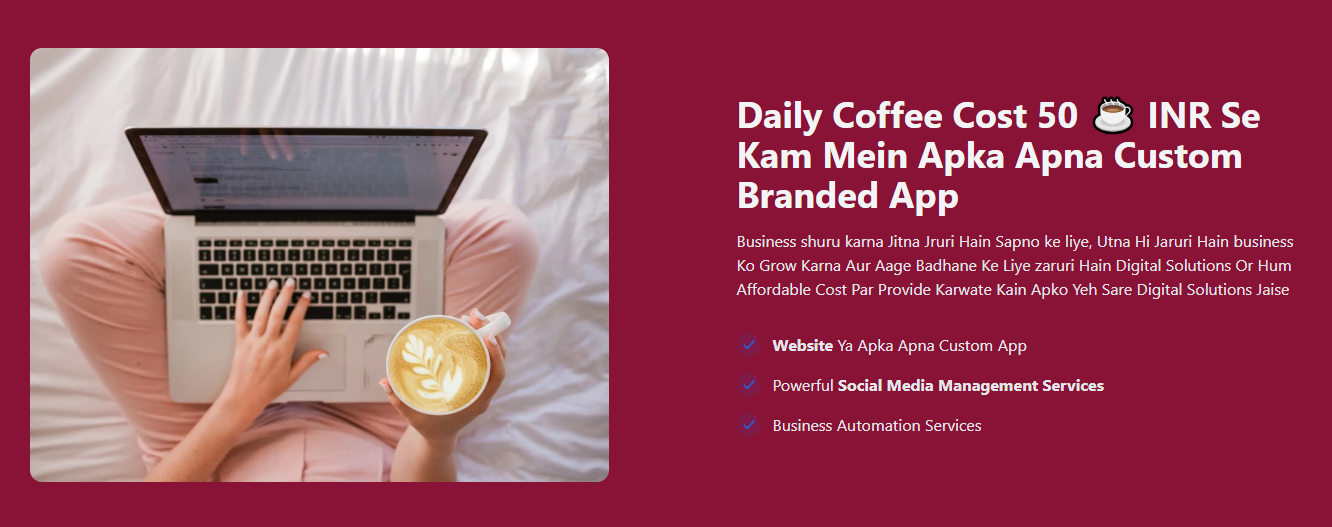 Daily Coffee Cost 50 ☕ INR Se
Kam Mein Apka Apna Custom
Branded App
Business shuru karna Jitna Jruri Hain Sapno ke liye, Utna Hi Jaruri Hain business
Ko Grow Karna Aur Aage Badhane Ke Liye zaruri Hain Digital Solutions Or Hum
Affordable Cost Par Provide Karwate Kain Apko Yeh Sare Digital Solutions Jaise
Website Ya Apka Apna Custom App
Powerful Social Media Management Services
Business Automation Services